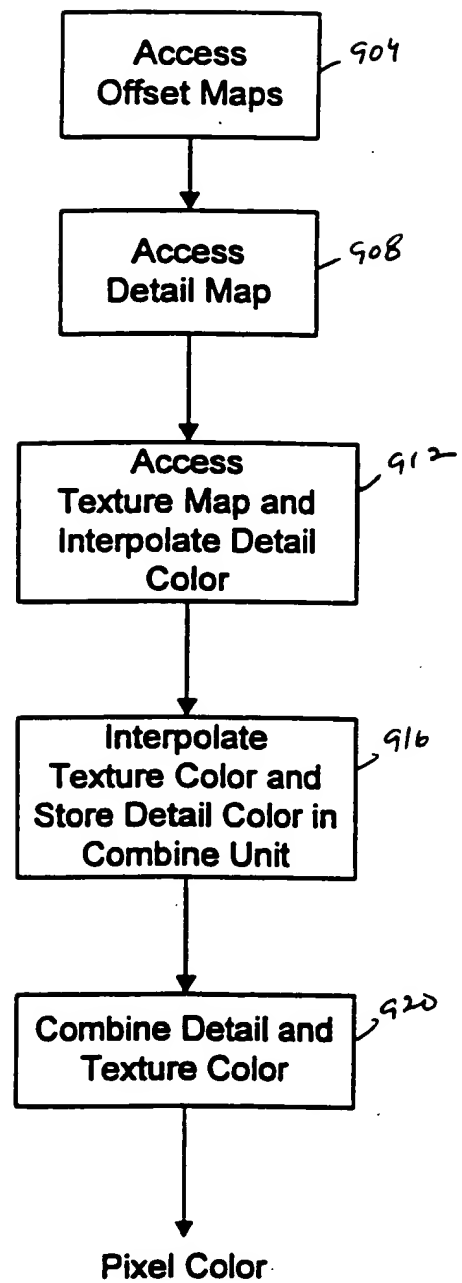 Access
Offset Maps
904
Access
Detail Map
908
Access
Texture Map and
Interpolate Detail
Color
912
Interpolate
Texture Color and
Store Detail Color in
Combine Unit
916
Combine Detail and
Texture Color
920
Pixel Color